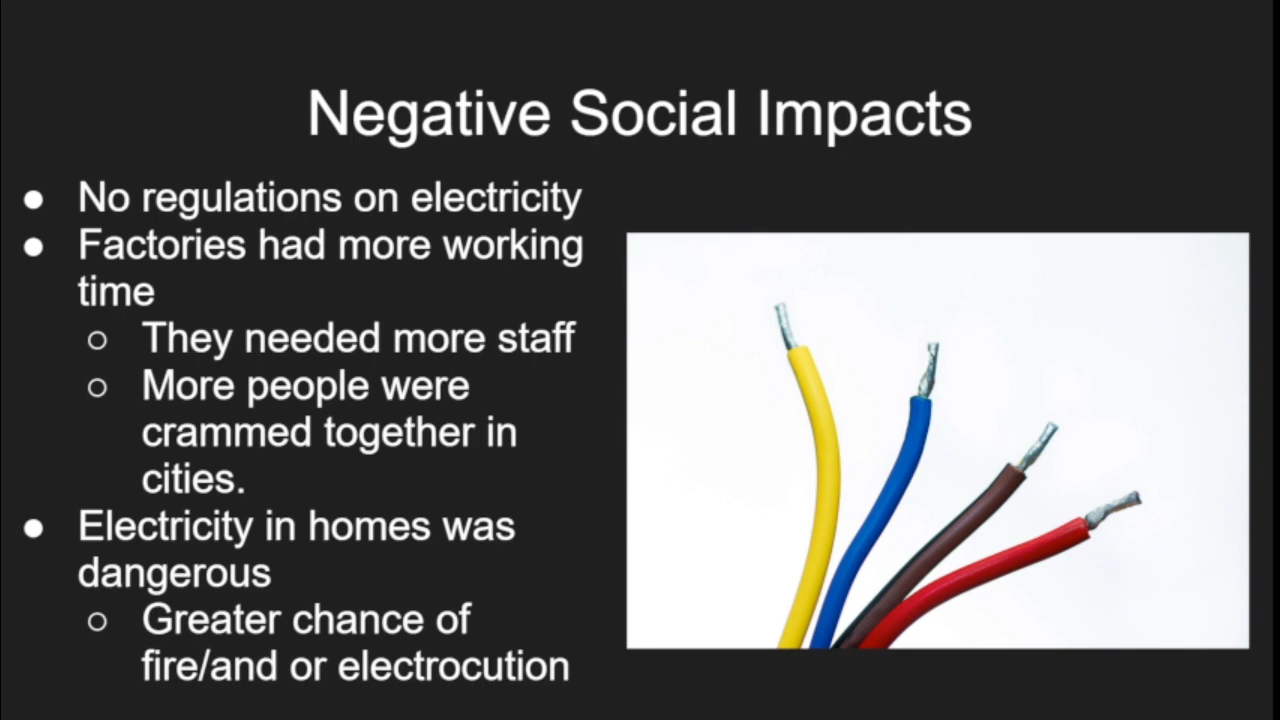 Negative Social Impacts
● No regulations on electricity
● Factories had more working
time
○ They needed more staff
○ More people were
crammed together in
cities.
● Electricity in homes was
dangerous
○ Greater chance of
fire/and or electrocution